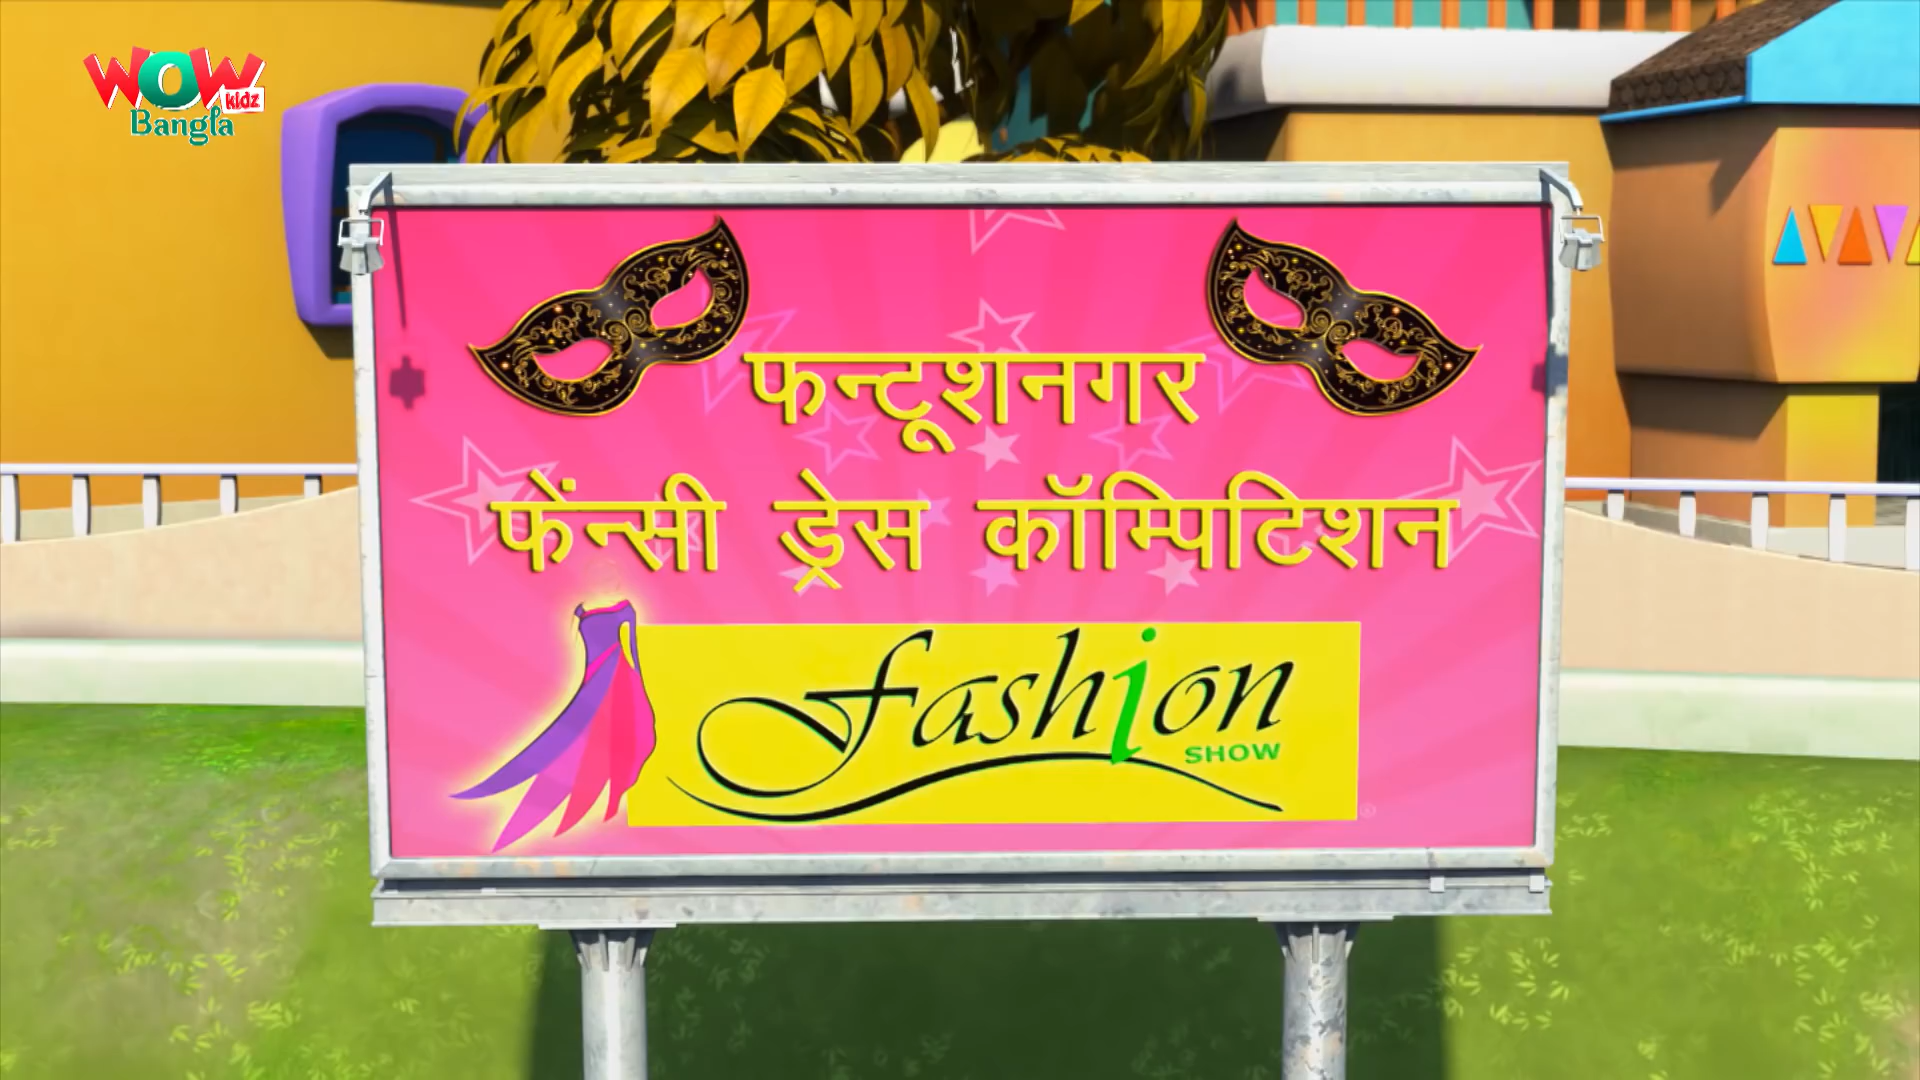 WOW
kidz
Bangla
फन्टूशनगर
फेंन्सी ड्रेस कॉम्पिटिशन
fashion
SHOW